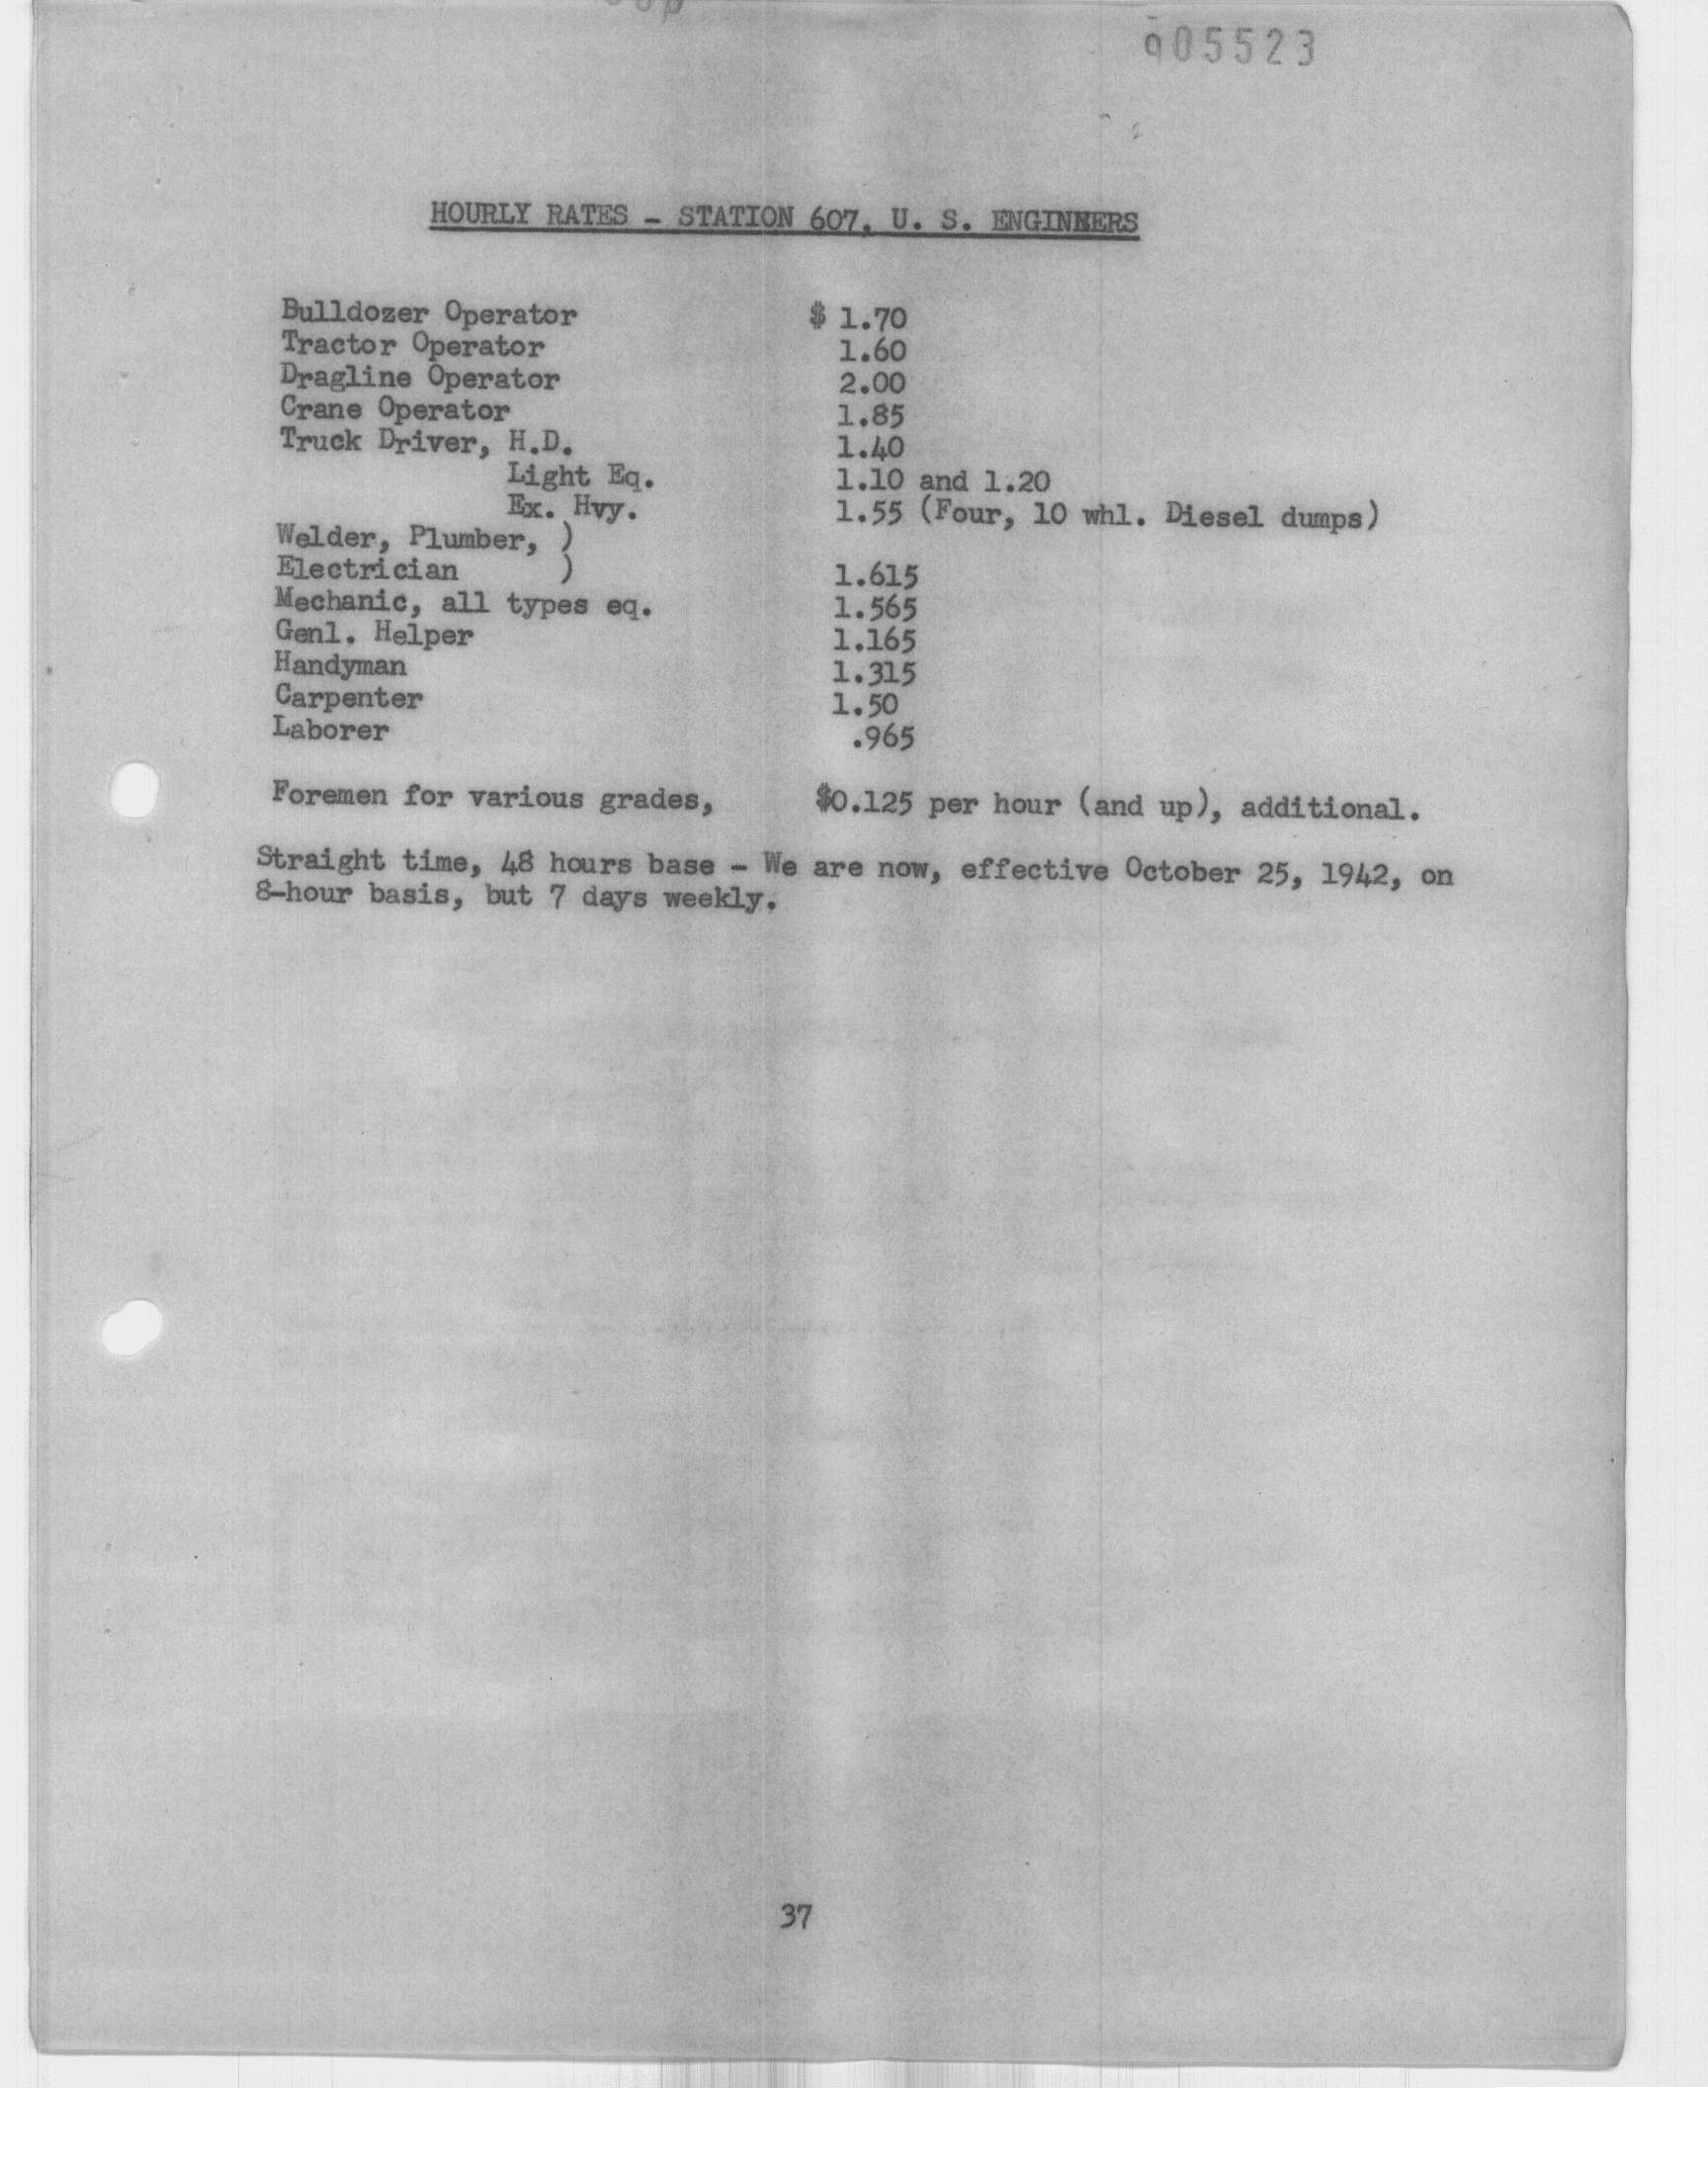 905523
HOURLY RATES - STATION 607, U. S. ENGINEERS
Bulldozer Operator $ 1.70
Tractor Operator 1.60
Dragline Operator 2.00
Crane Operator 1.85
Truck Driver, H.D. 1.40
Light Eq. 1.10 and 1.20
Ex. Hvy. 1.55 (Four, 10 whl. Diesel dumps)
Welder, Plumber, )
Electrician ) 1.615
Mechanic, all types eq. 1.565
Genl. Helper 1.165
Handyman 1.315
Carpenter 1.50
Laborer .965
Foremen for various grades, $0.125 per hour (and up), additional.
Straight time, 48 hours base - We are now, effective October 25, 1942, on
8-hour basis, but 7 days weekly.
37